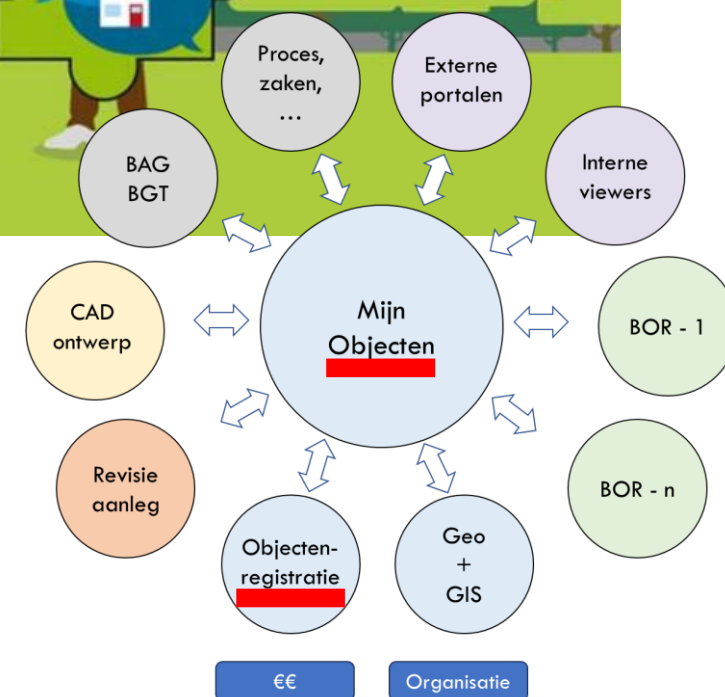 Proces,
zaken,
...
Externe
portalen
BAG
BGT
Interne
viewers
CAD
ontwerp
Mijn
Objecten
BOR - 1
Revisie
aanleg
BOR - n
Objecten-
registratie
Geo
+
GIS
€€
Organisatie